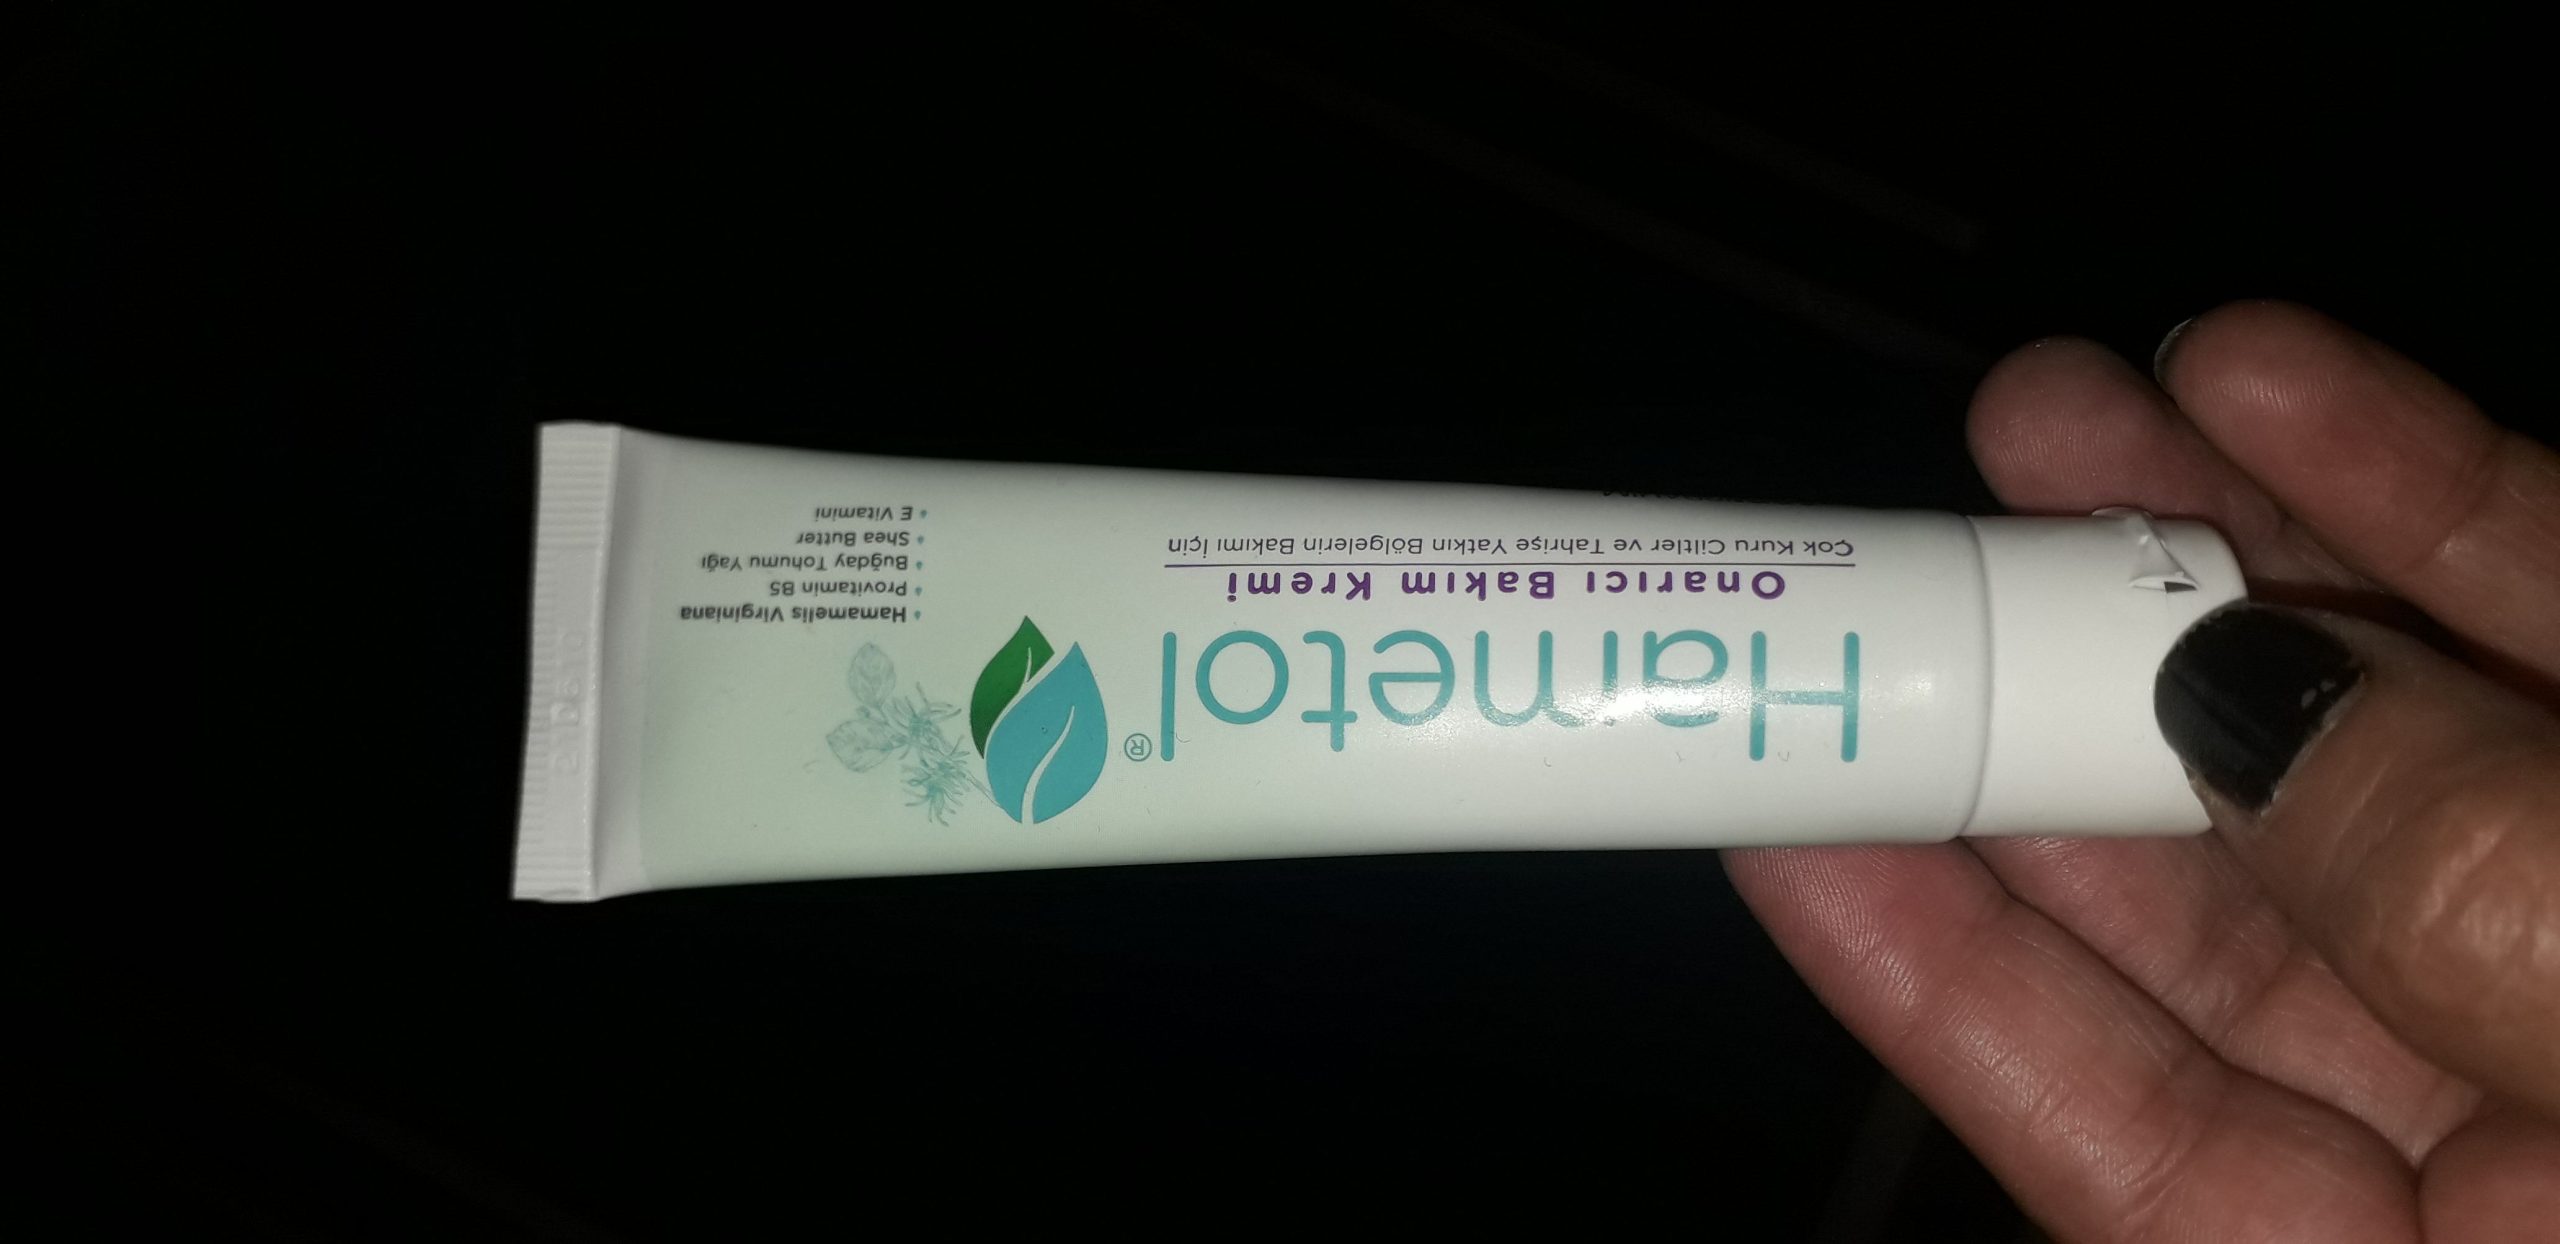 Hametol®
Onarıcı Bakım Kremi
Çok Kuru Ciltler ve Tahrişe Yatkın Bölgelerin Bakımı İçin
Hamamelis Virginiana
Provitamin B5
Buğday Tohumu Yağı
Shea Butter
E Vitamini